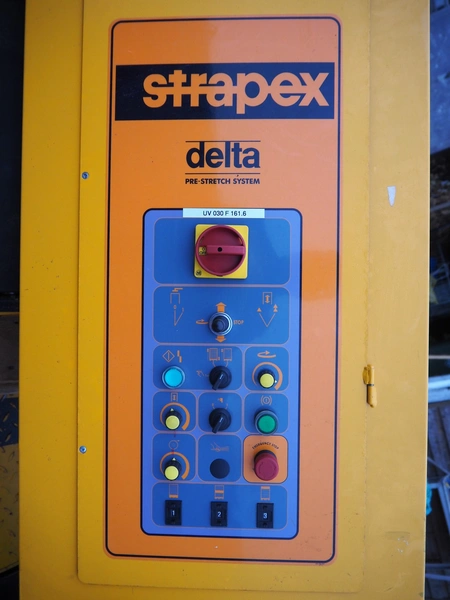 strapex
delta
PRE-STRETCH SYSTEM
UV 030 F 161.6
STOP
1
2
3